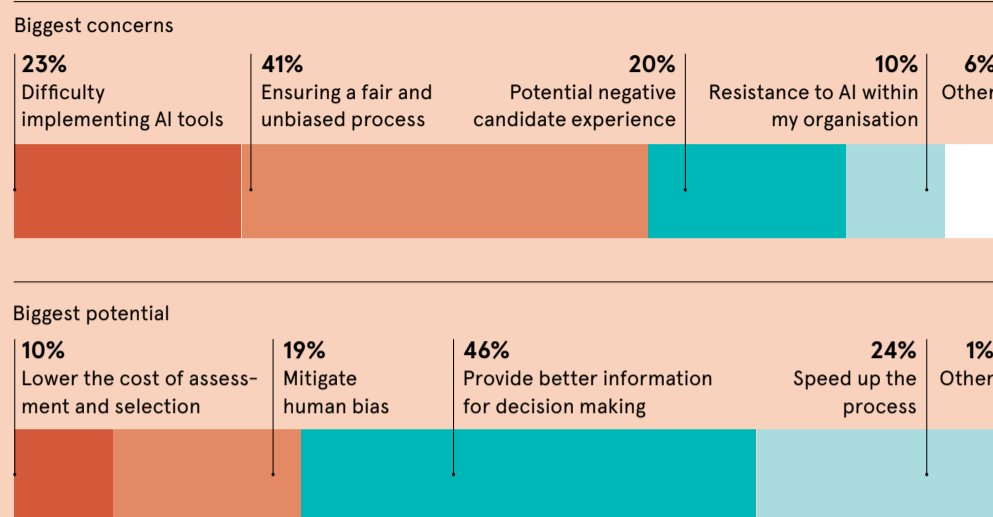 Biggest concerns
23%
Difficulty
implementing AI tools
41%
Ensuring a fair and
unbiased process
20%
Potential negative
candidate experience
10%
Resistance to AI within
my organisation
6%
Other
Biggest potential
10%
Lower the cost of assess-
ment and selection
19%
Mitigate
human bias
46%
Provide better information
for decision making
24%
Speed up the
process
1%
Other